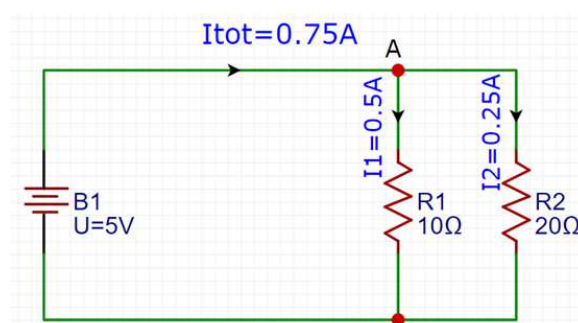 Itot=0.75A
A
I1=0.5A
I2=0.25A
B1
U=5V
R1
10Ω
R2
20Ω